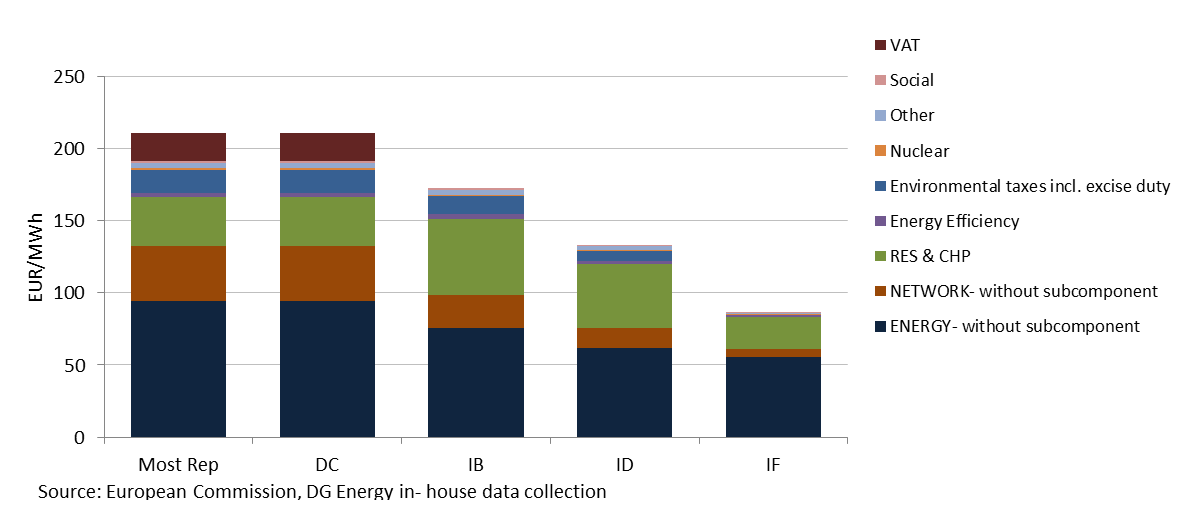 VAT
Social
Other
Nuclear
Environmental taxes incl. excise duty
Energy Efficiency
RES & CHP
NETWORK- without subcomponent
ENERGY- without subcomponent
EUR/MWh
250
200
150
100
50
0
Most Rep DC IB ID IF
Source: European Commission, DG Energy in- house data collection